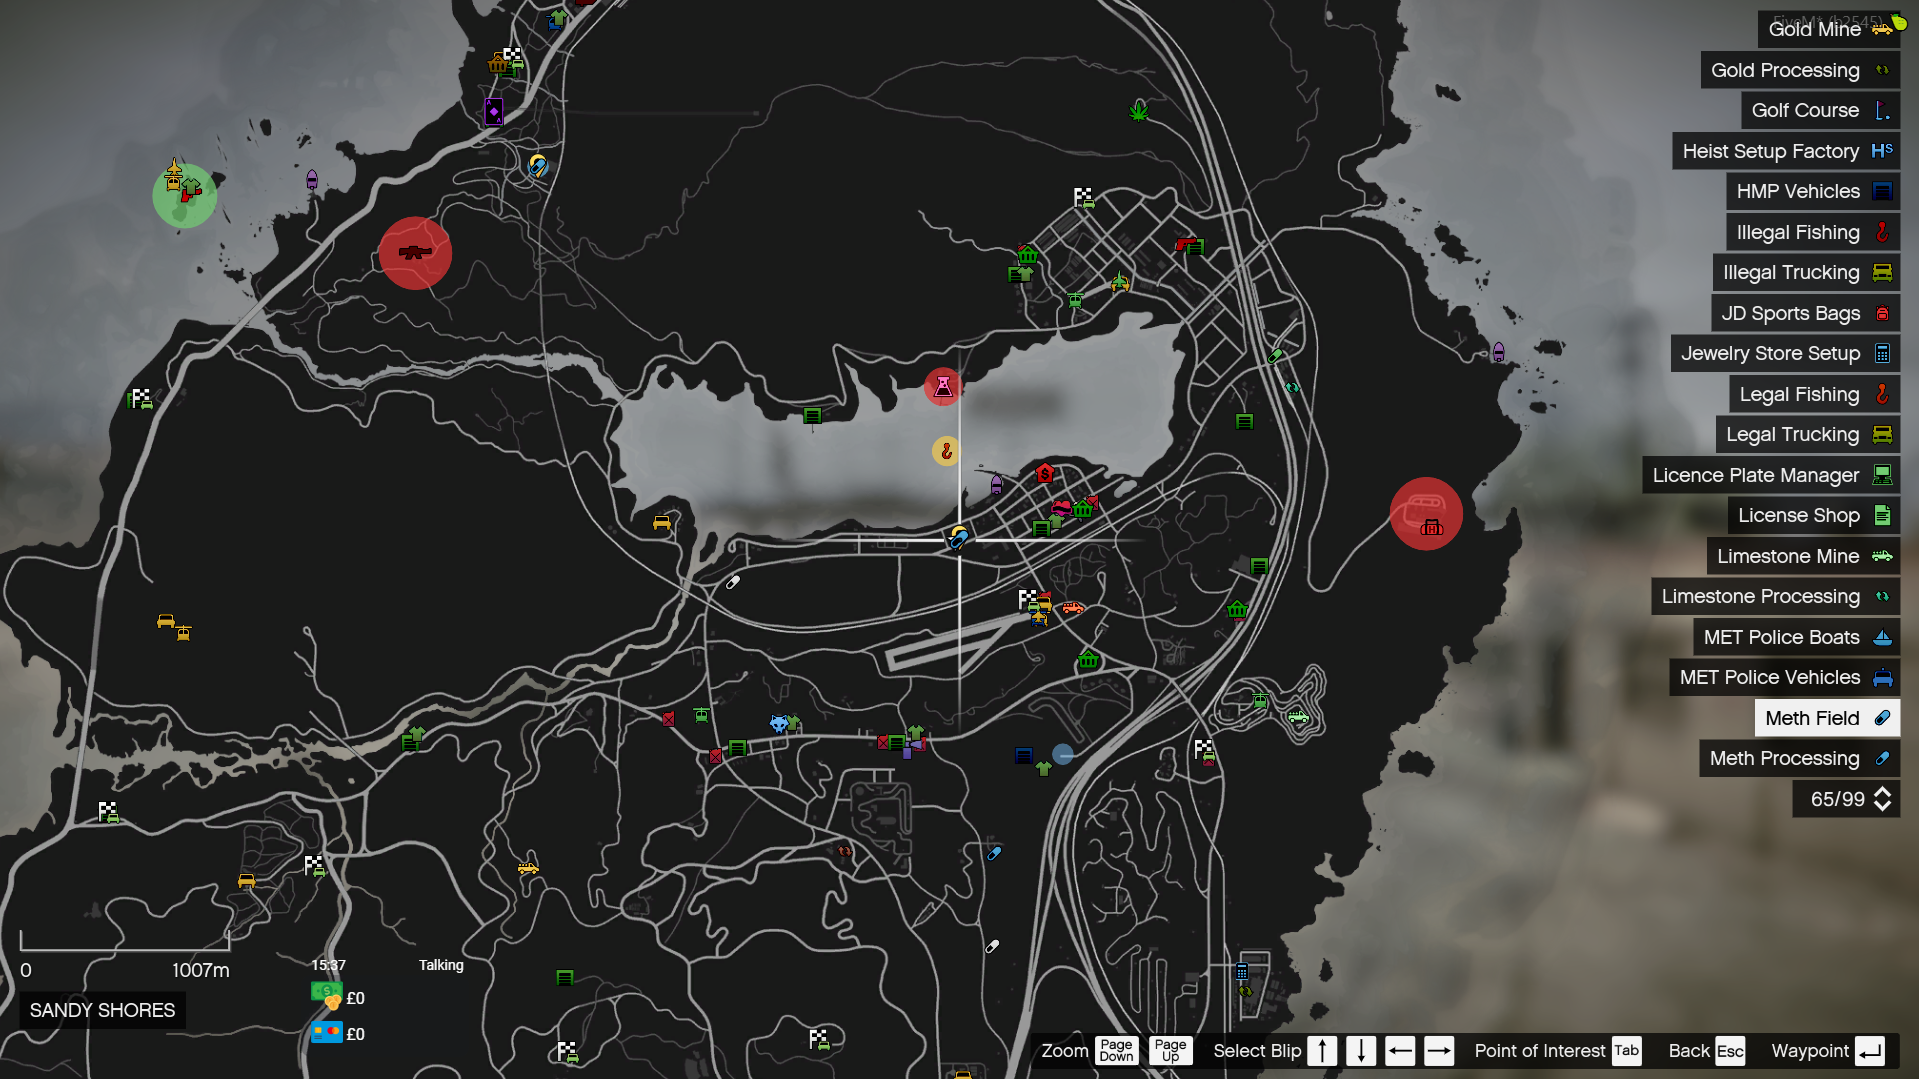 FiveM* (b2545)
Gold Mine
Gold Processing
Golf Course
Heist Setup Factory
HMP Vehicles
Illegal Fishing
Illegal Trucking
JD Sports Bags
Jewelry Store Setup
Legal Fishing
Legal Trucking
Licence Plate Manager
License Shop
Limestone Mine
Limestone Processing
MET Police Boats
MET Police Vehicles
Meth Field
Meth Processing
65/99
0 1007m
SANDY SHORES
15:37 Talking
£0
£0
Zoom Page Down Page Up Select Blip ↑ ↓ ← → Point of Interest Tab Back Esc Waypoint